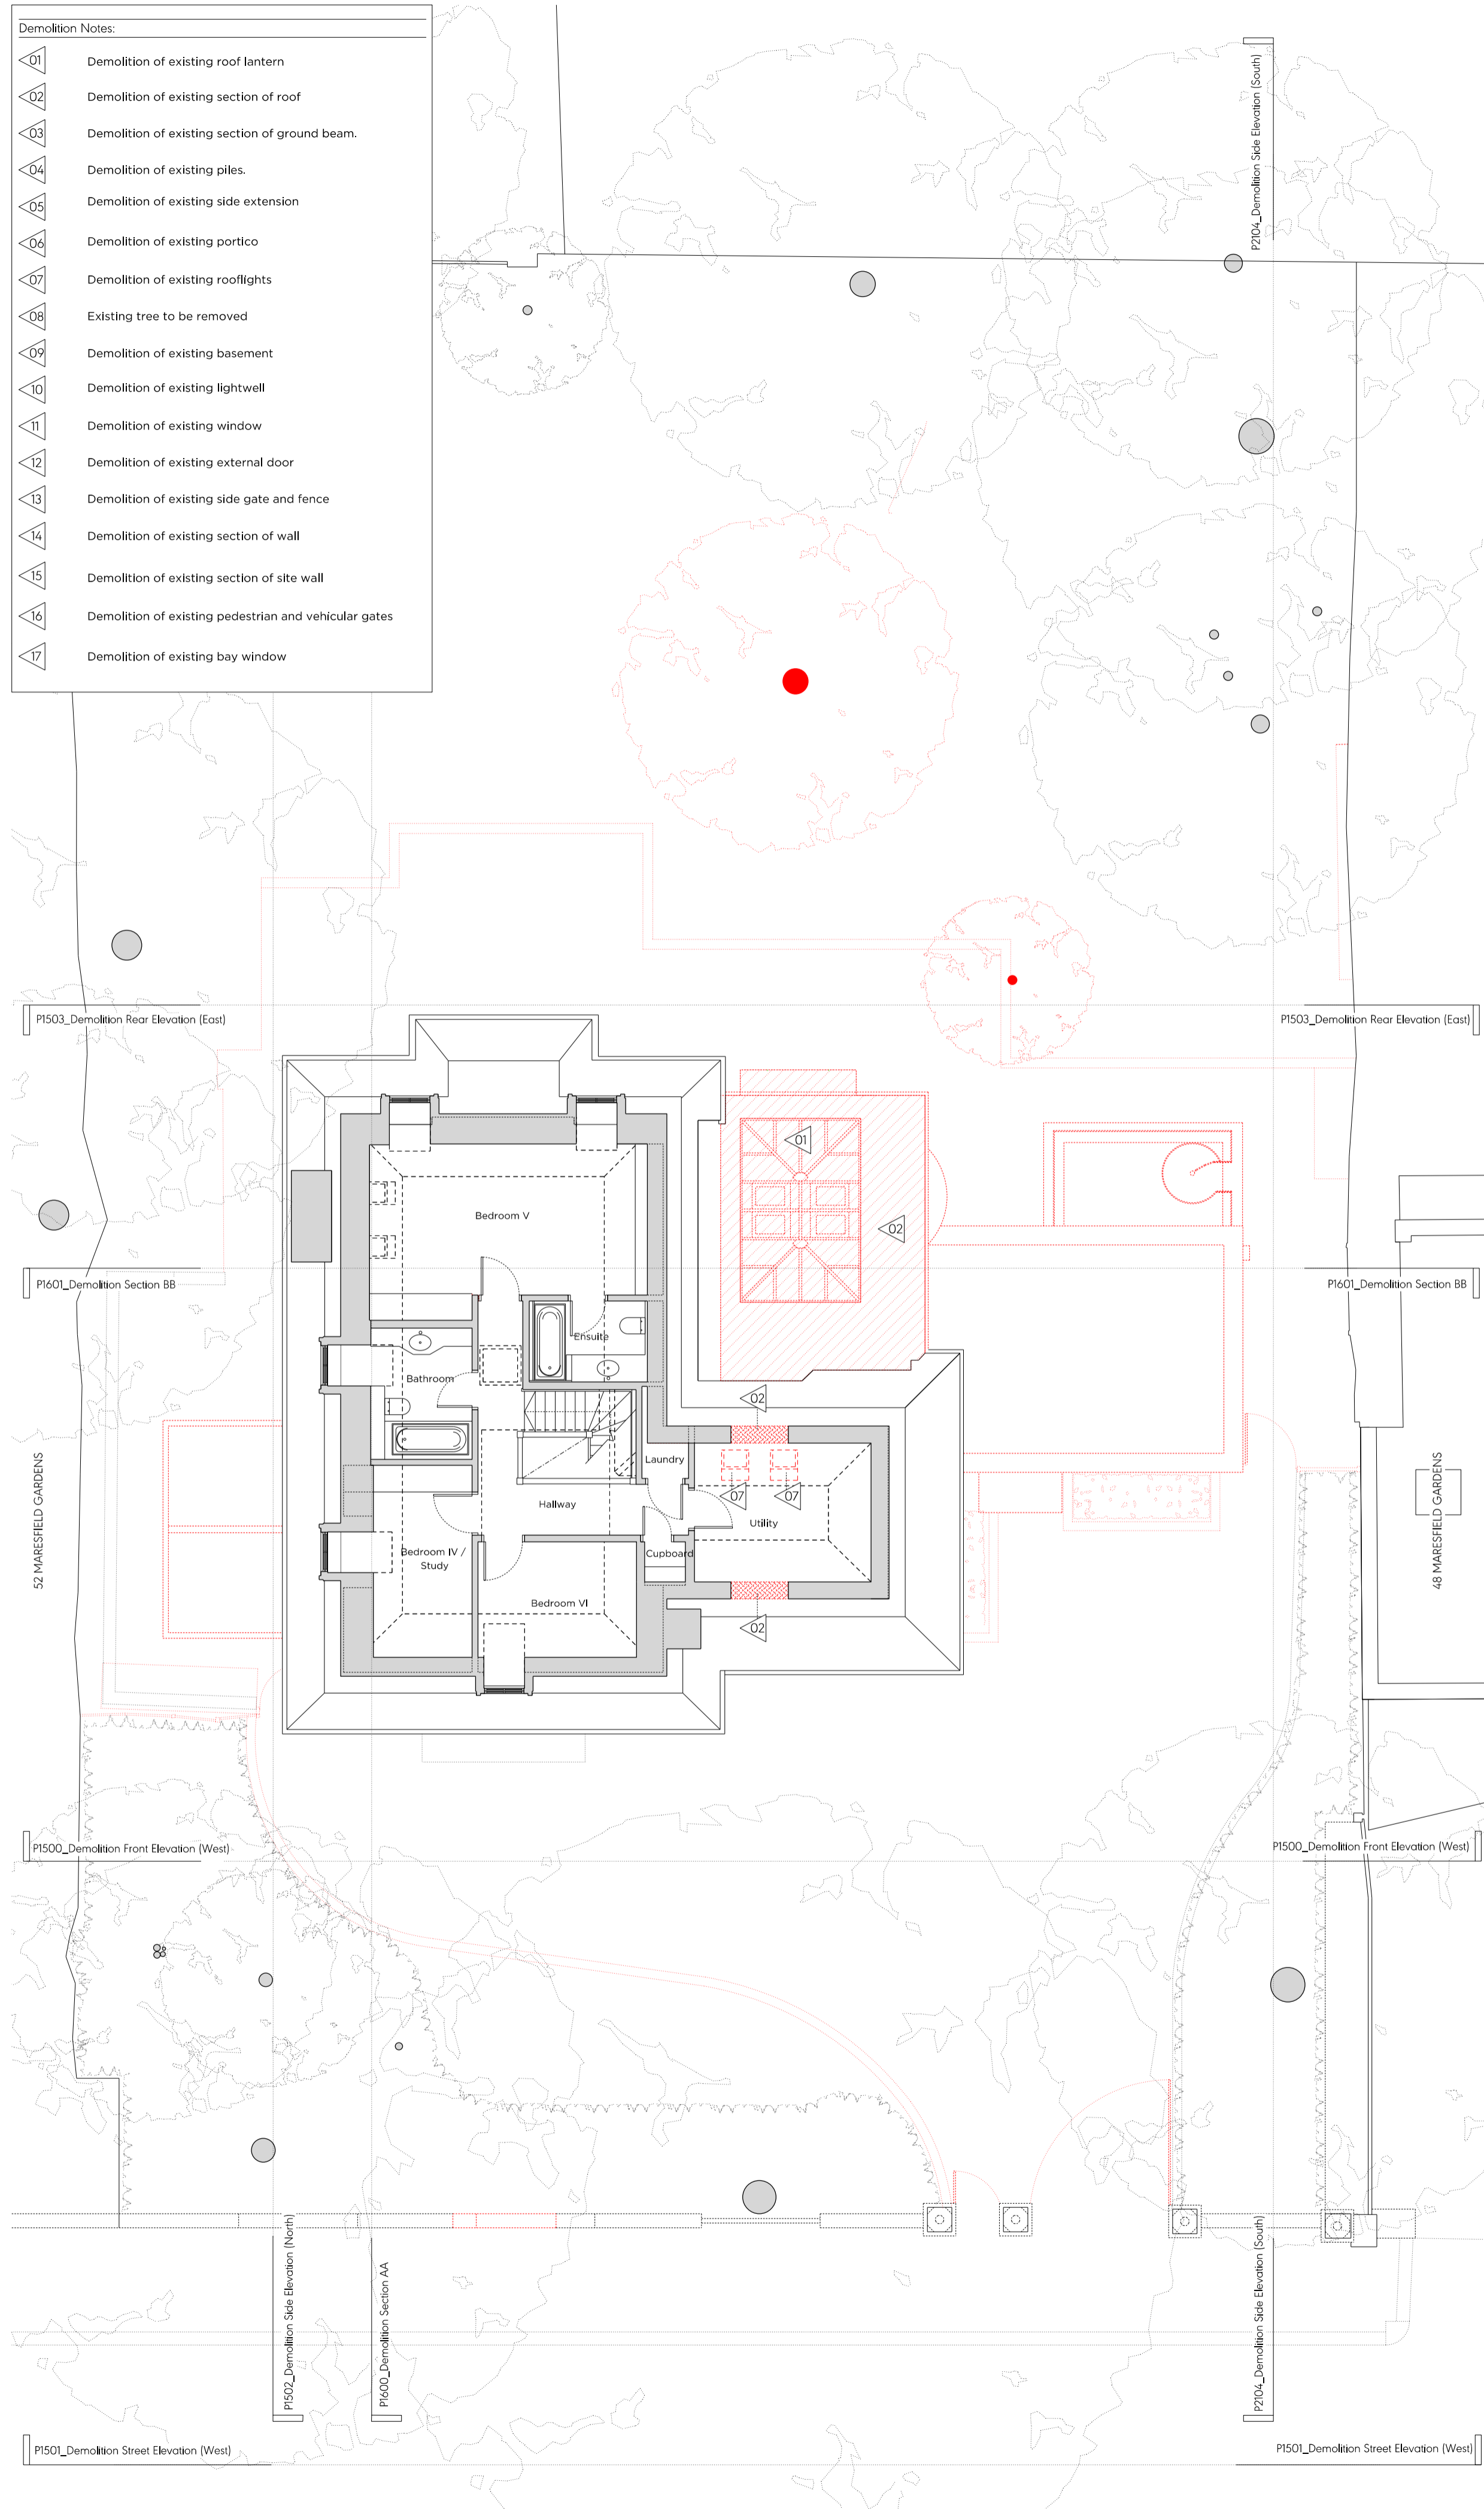 Demolition Notes:
01 Demolition of existing roof lantern
02 Demolition of existing section of roof
03 Demolition of existing section of ground beam.
04 Demolition of existing piles.
05 Demolition of existing side extension
06 Demolition of existing portico
07 Demolition of existing rooflights
08 Existing tree to be removed
09 Demolition of existing basement
10 Demolition of existing lightwell
11 Demolition of existing window
12 Demolition of existing external door
13 Demolition of existing side gate and fence
14 Demolition of existing section of wall
15 Demolition of existing section of site wall
16 Demolition of existing pedestrian and vehicular gates
17 Demolition of existing bay window
P2104_Demolition Side Elevation (South)
P1503_Demolition Rear Elevation (East)
P1503_Demolition Rear Elevation (East)
01
02
Bedroom V
P1601_Demolition Section BB
P1601_Demolition Section BB
Ensuite
Bathroom
02
Laundry
07
07
Hallway
Utility
52 MARESFIELD GARDENS
48 MARESFIELD GARDENS
Bedroom IV /
Study
Cupboard
Bedroom VI
02
P1500_Demolition Front Elevation (West)
P1500_Demolition Front Elevation (West)
P1502_Demolition Side Elevation (North)
P1600_Demolition Section AA
P2104_Demolition Side Elevation (South)
P1501_Demolition Street Elevation (West)
P1501_Demolition Street Elevation (West)